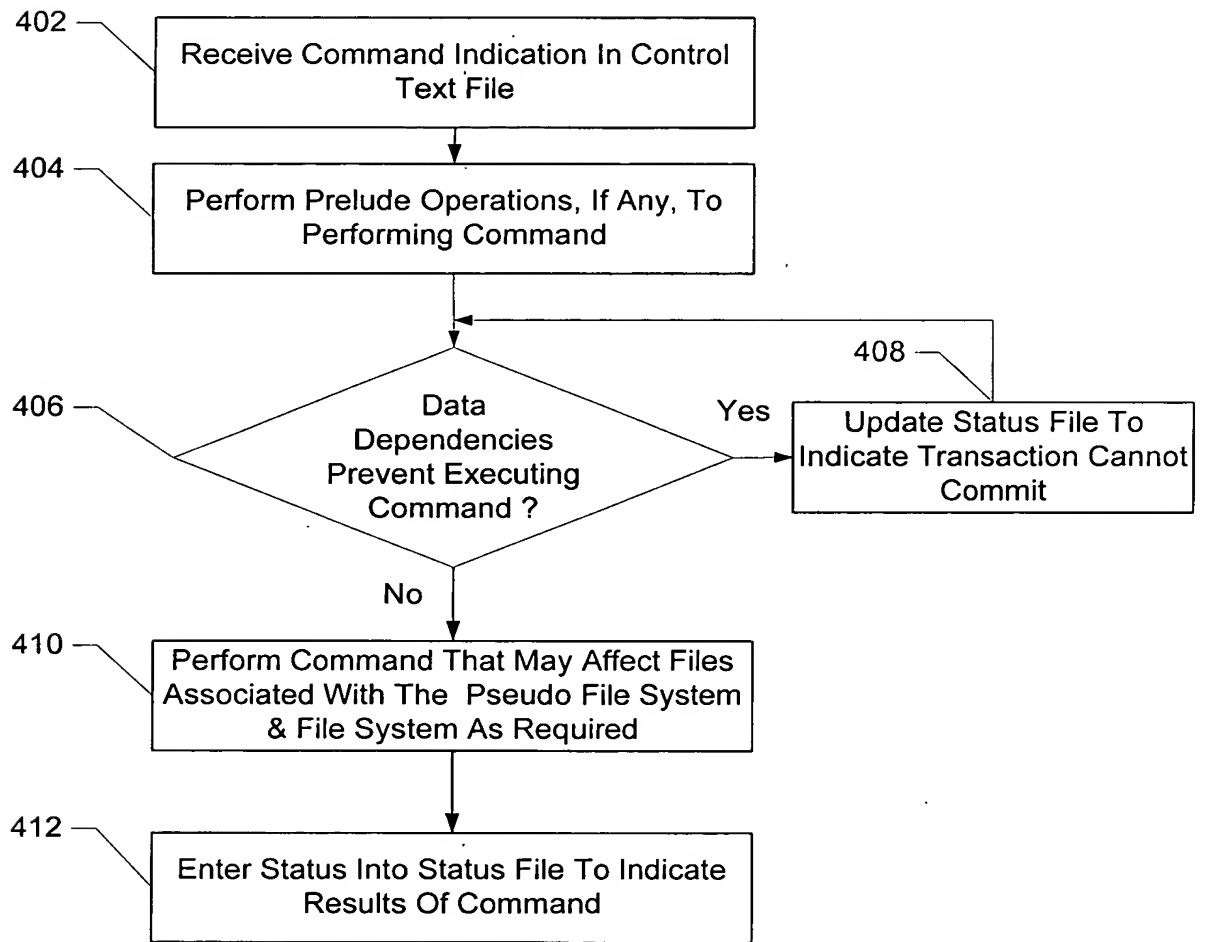 402
Receive Command Indication In Control
Text File
404
Perform Prelude Operations, If Any, To
Performing Command
408
406
Data
Dependencies
Prevent Executing
Command ?
Yes
Update Status File To
Indicate Transaction Cannot
Commit
No
410
Perform Command That May Affect Files
Associated With The Pseudo File System
& File System As Required
412
Enter Status Into Status File To Indicate
Results Of Command